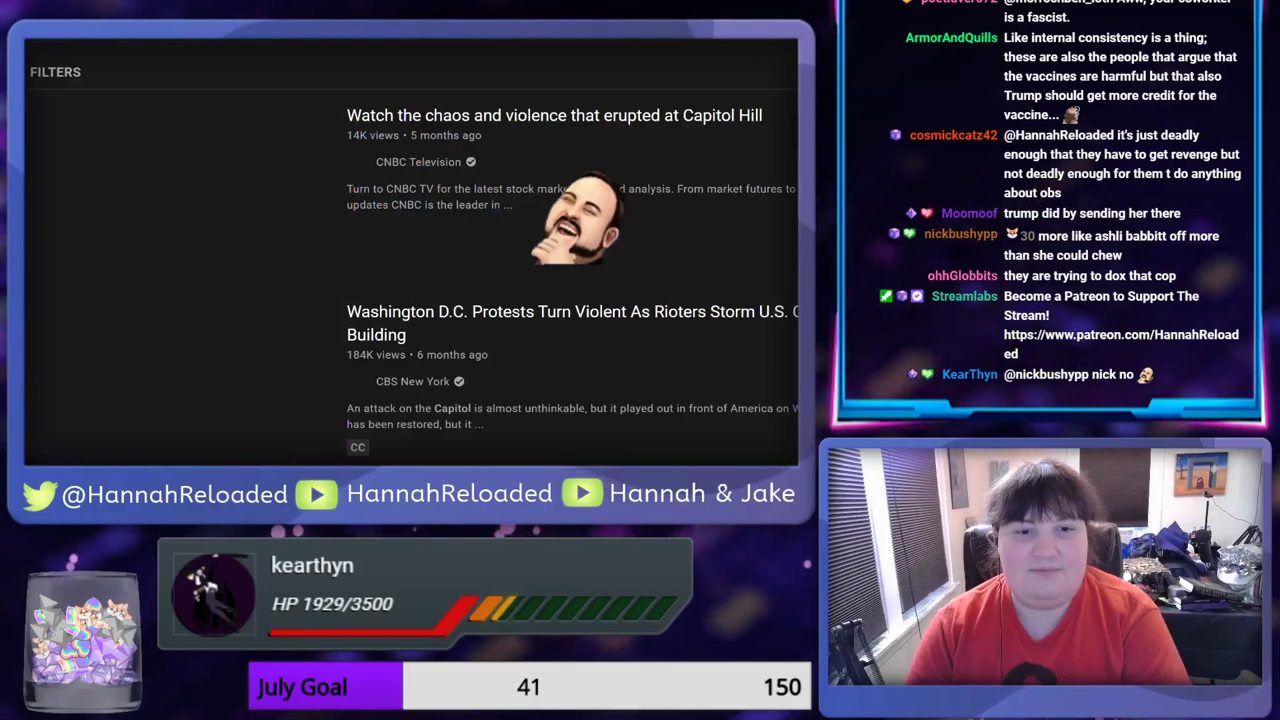 FILTERS
Watch the chaos and violence that erupted at Capitol Hill
14K views • 5 months ago
CNBC Television
Turn to CNBC TV for the latest stock mark d analysis. From market futures to
updates CNBC is the leader in ...
Washington D.C. Protests Turn Violent As Rioters Storm U.S.
Building
184K views • 6 months ago
CBS New York
An attack on the Capitol is almost unthinkable, but it played out in front of America on
has been restored, but it ...
CC
@HannahReloaded HannahReloaded Hannah & Jake
kearthyn
HP 1929/3500
July Goal 41 150
is a fascist.
ArmorAndQuills Like internal consistency is a thing;
these are also the people that argue that
the vaccines are harmful but that also
Trump should get more credit for the
vaccine...
cosmickcatz42 @HannahReloaded it's just deadly
enough that they have to get revenge but
not deadly enough for them t do anything
about obs
Moomoof trump did by sending her there
nickbushypp 30 more like ashli babbitt off more
than she could chew
ohhGlobbits they are trying to dox that cop
Streamlabs Become a Patreon to Support The
Stream!
https://www.patreon.com/HannahReload
ed
KearThyn @nickbushypp nick no